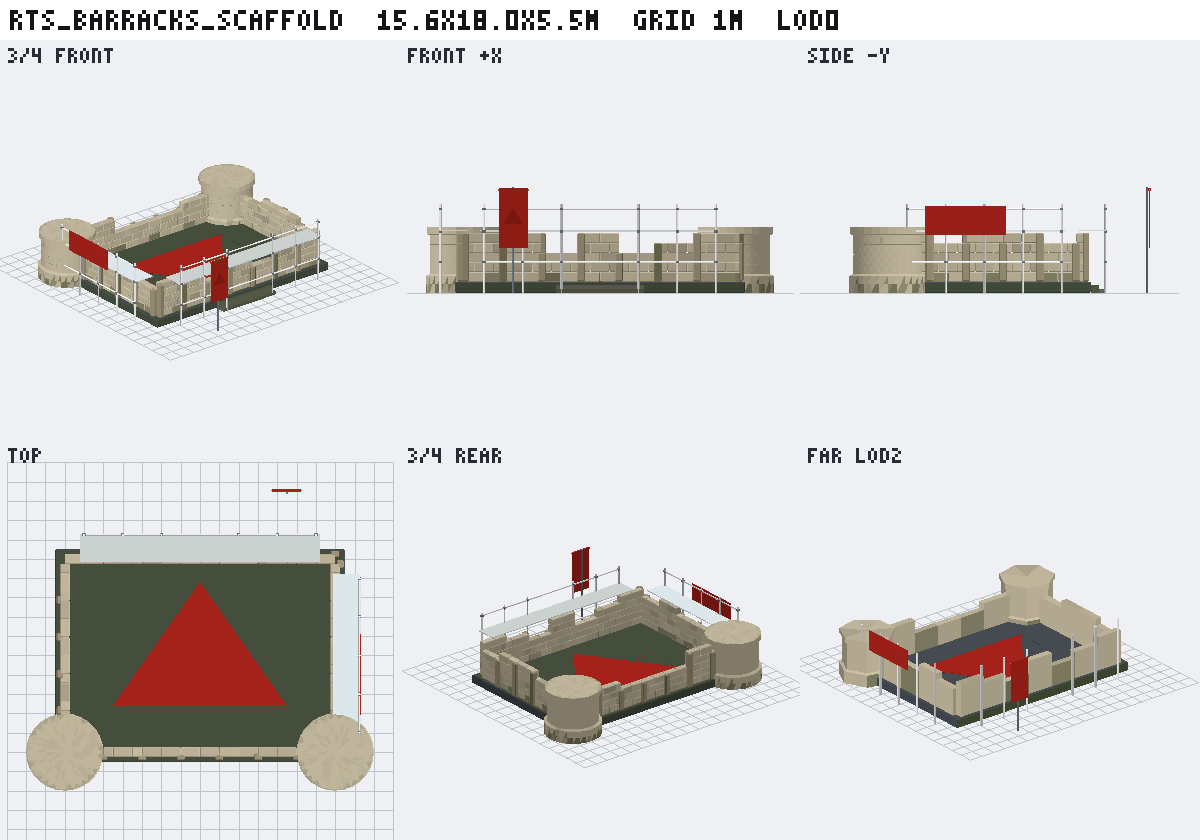 RTS_BARRACKS_SCAFFOLD 15.6X18.0X5.5M GRID 1M LOD0
3/4 FRONT
FRONT +X
SIDE -Y
TOP
3/4 REAR
FAR LOD2